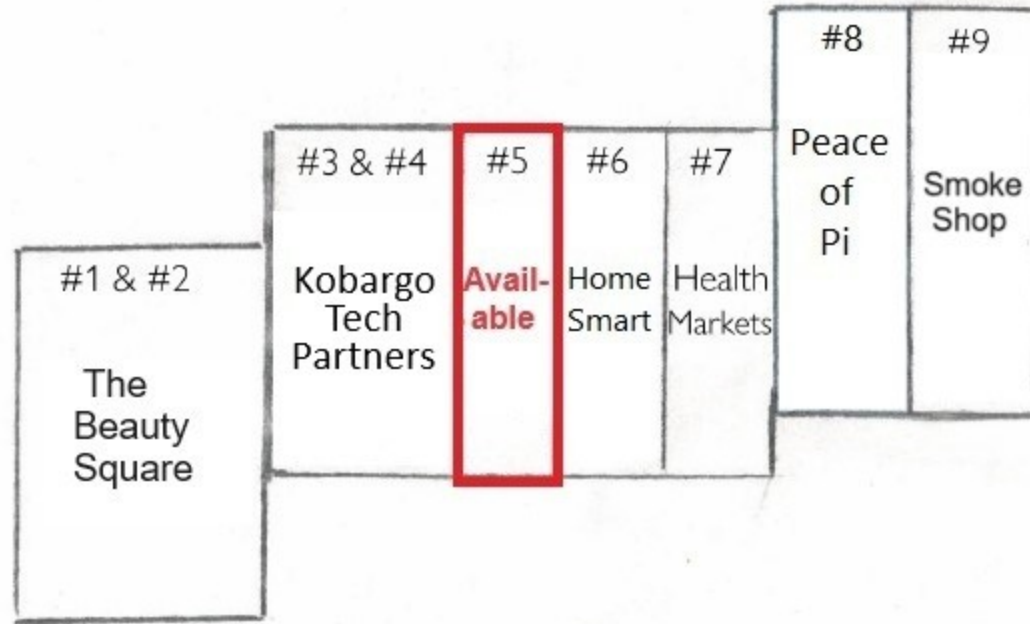 #1 & #2
The
Beauty
Square
#3 & #4
Kobargo
Tech
Partners
#5
Avail-
able
#6
Home
Smart
#7
Health
Markets
#8
Peace
of
Pi
#9
Smoke
Shop